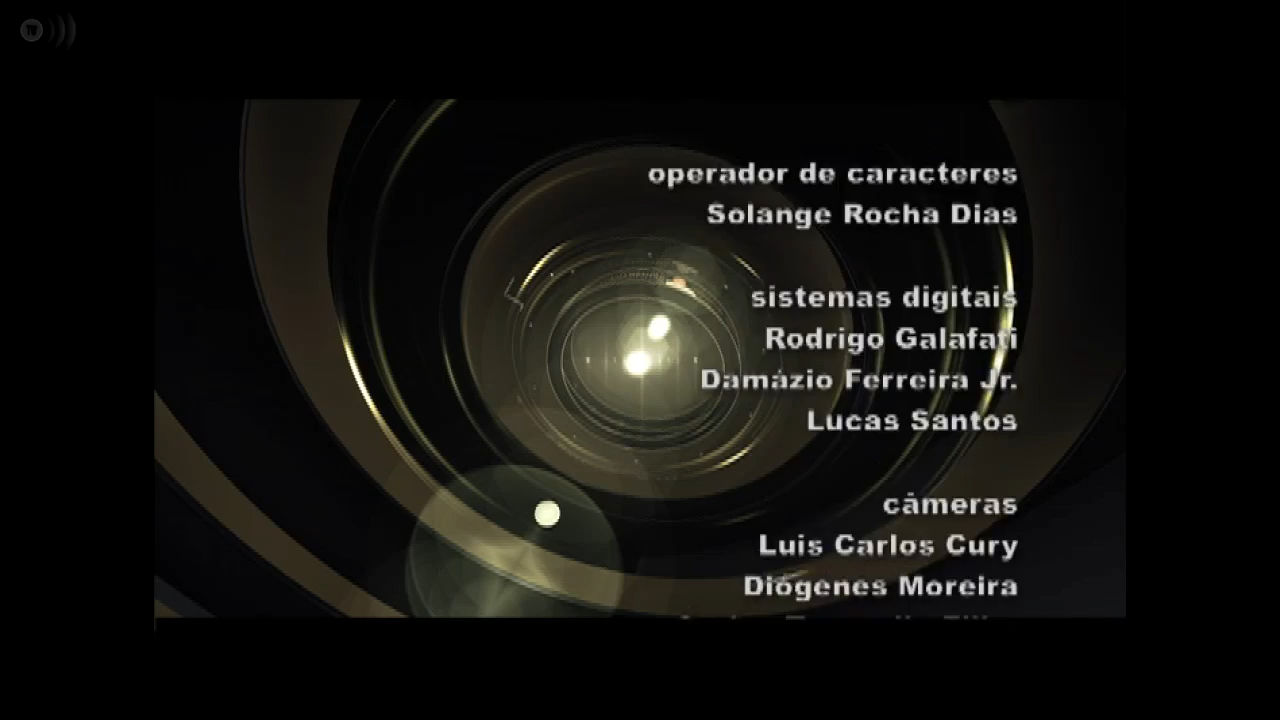 operador de caracteres
Solange Rocha Dias
sistemas digitais
Rodrigo Galafati
Damázio Ferreira Jr.
Lucas Santos
câmeras
Luis Carlos Cury
Diógenes Moreira